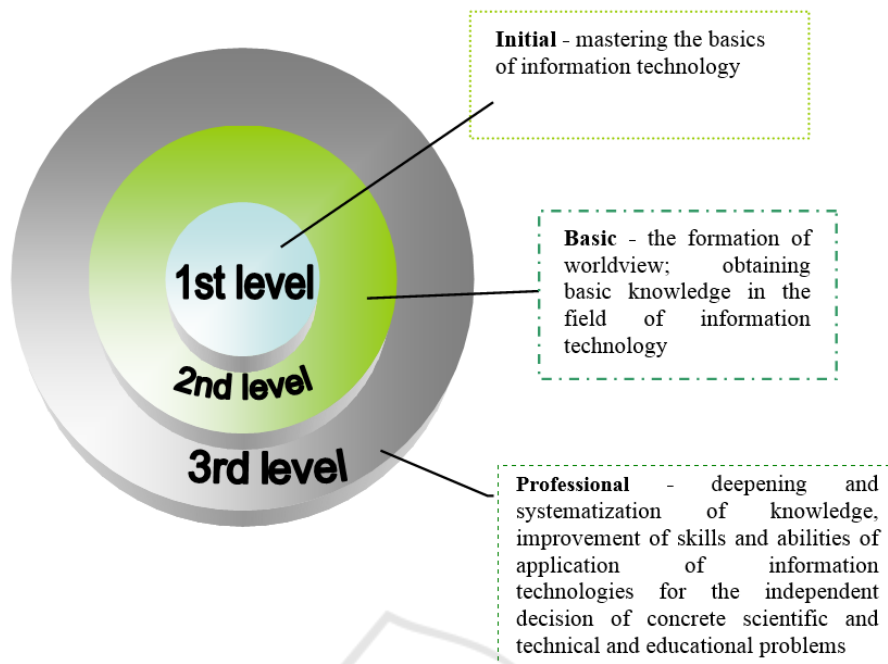 Initial - mastering the basics
of information technology
1st level
Basic - the formation of
worldview; obtaining
basic knowledge in the
field of information
technology
2nd level
3rd level
Professional - deepening and
systematization of knowledge,
improvement of skills and abilities of
application of information
technologies for the independent
decision of concrete scientific and
technical and educational problems